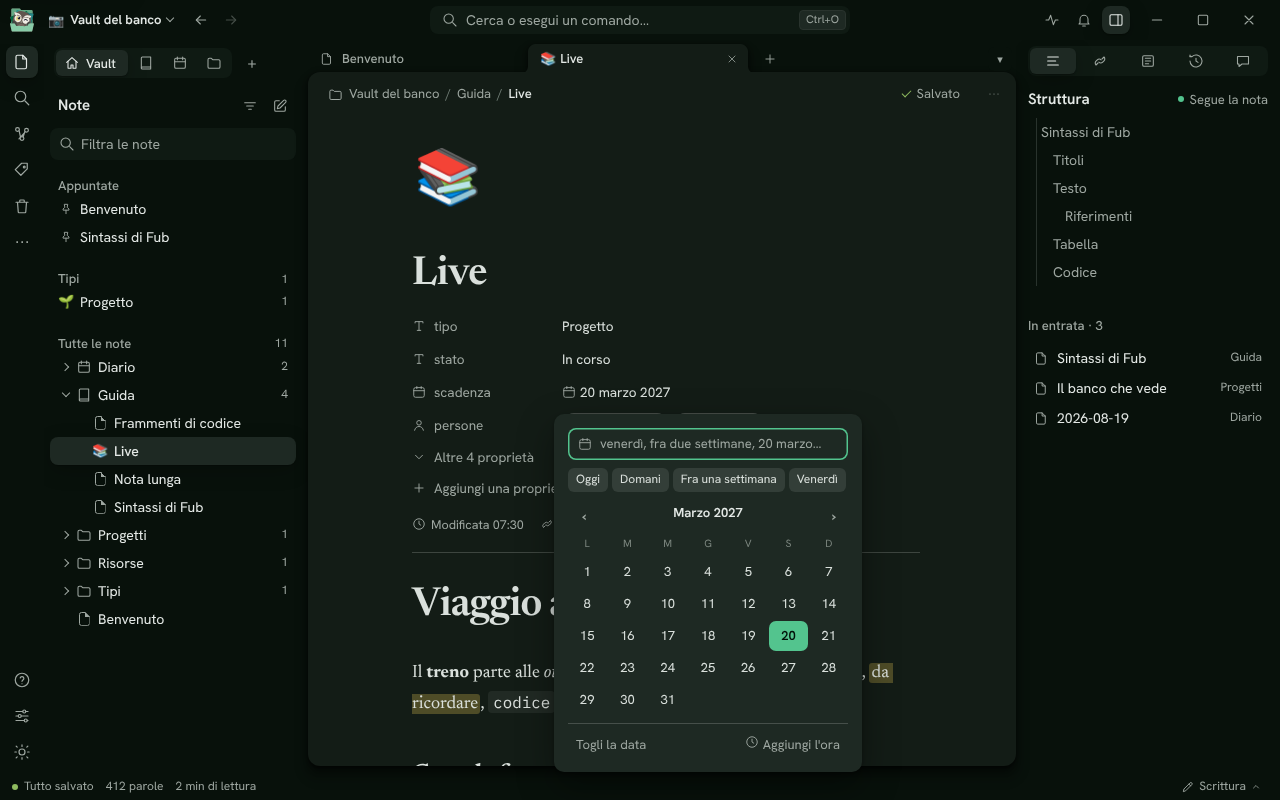 Vault del banco
Cerca o esegui un comando…
Ctrl+O
Vault
Benvenuto
Live
Note
Filtra le note
Appuntate
Benvenuto
Sintassi di Fub
Tipi 1
Progetto 1
Tutte le note 11
Diario 2
Guida 4
Frammenti di codice
Live
Nota lunga
Sintassi di Fub
Progetti 1
Risorse 1
Tipi 1
Benvenuto
Vault del banco / Guida / Live
Salvato
Live
tipo Progetto
stato In corso
scadenza 20 marzo 2027
persone
Altre 4 proprietà
Aggiungi una proprie
Modificata 07:30
Viaggio a
Il treno parte alle
, da
ricordare, codice
venerdì, fra due settimane, 20 marzo…
Oggi Domani Fra una settimana Venerdì
‹ Marzo 2027 ›
L M M G V S D
1 2 3 4 5 6 7
8 9 10 11 12 13 14
15 16 17 18 19 20 21
22 23 24 25 26 27 28
29 30 31
Togli la data
Aggiungi l'ora
Struttura
Segue la nota
Sintassi di Fub
Titoli
Testo
Riferimenti
Tabella
Codice
In entrata · 3
Sintassi di Fub Guida
Il banco che vede Progetti
2026-08-19 Diario
Tutto salvato 412 parole 2 min di lettura
Scrittura